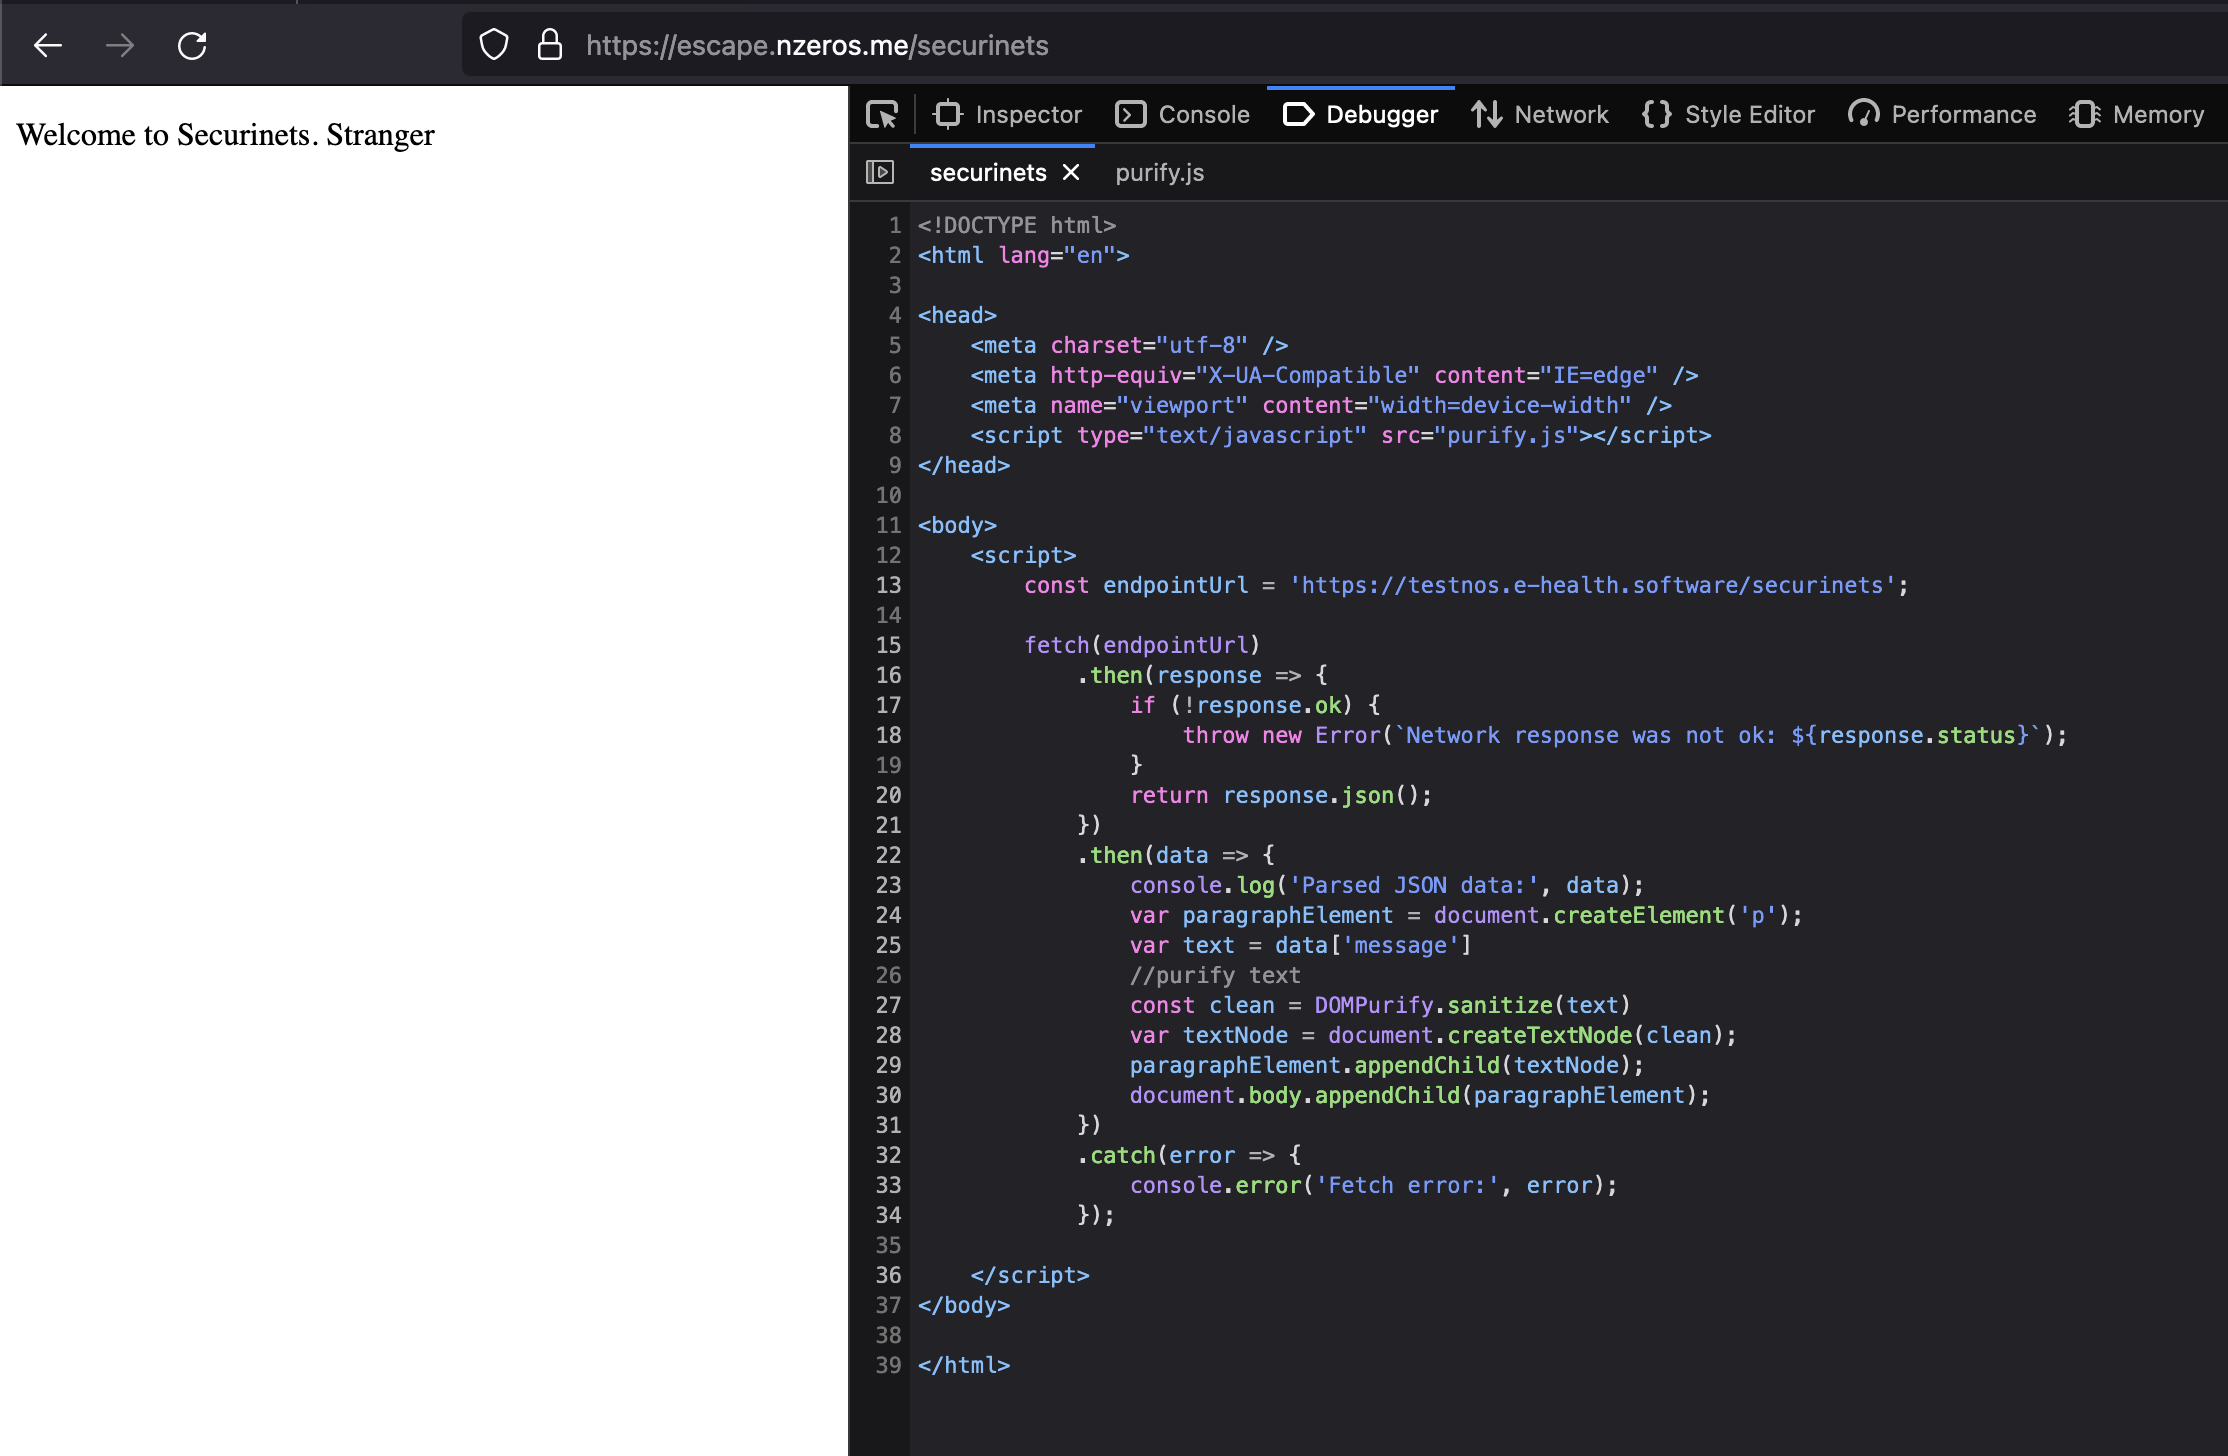 https://escape.nzeros.me/securinets
Welcome to Securinets. Stranger
Inspector Console Debugger Network Style Editor Performance Memory
securinets purify.js
1 <!DOCTYPE html>
2 <html lang="en">
3
4 <head>
5     <meta charset="utf-8" />
6     <meta http-equiv="X-UA-Compatible" content="IE=edge" />
7     <meta name="viewport" content="width=device-width" />
8     <script type="text/javascript" src="purify.js"></script>
9 </head>
10
11 <body>
12     <script>
13         const endpointUrl = 'https://testnos.e-health.software/securinets';
14
15         fetch(endpointUrl)
16             .then(response => {
17                 if (!response.ok) {
18                     throw new Error(`Network response was not ok: ${response.status}`);
19                 }
20                 return response.json();
21             })
22             .then(data => {
23                 console.log('Parsed JSON data:', data);
24                 var paragraphElement = document.createElement('p');
25                 var text = data['message']
26                 //purify text
27                 const clean = DOMPurify.sanitize(text)
28                 var textNode = document.createTextNode(clean);
29                 paragraphElement.appendChild(textNode);
30                 document.body.appendChild(paragraphElement);
31             })
32             .catch(error => {
33                 console.error('Fetch error:', error);
34             });
35
36     </script>
37 </body>
38
39 </html>